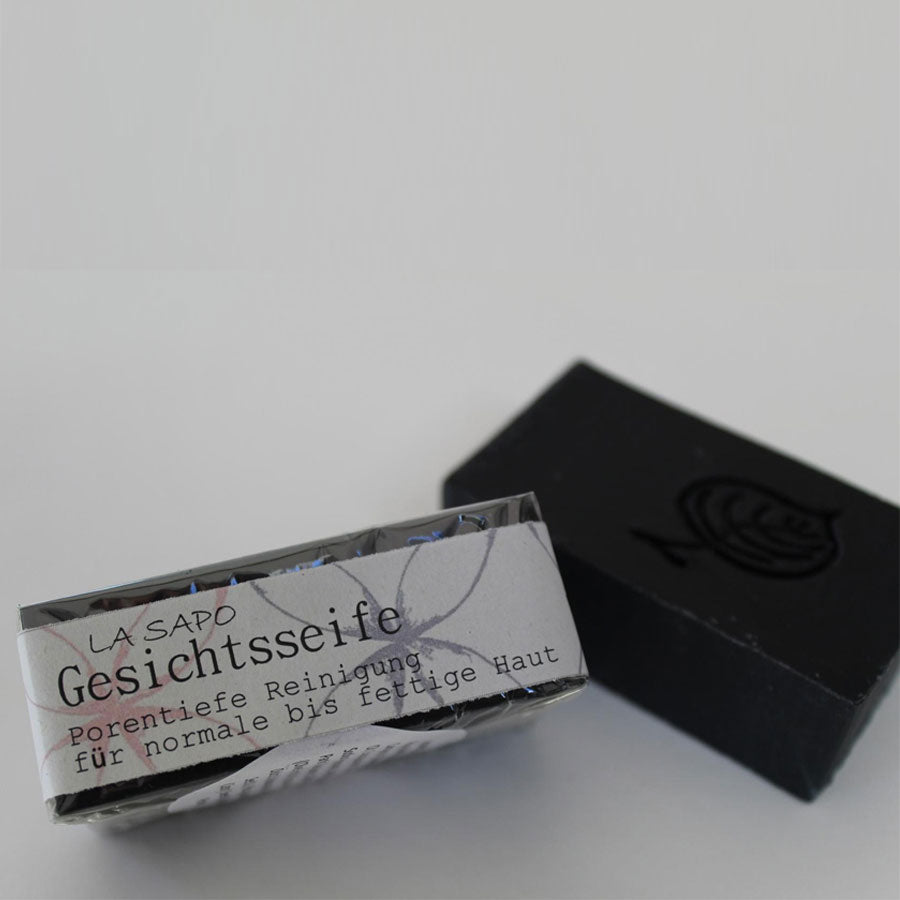 LA SAPO
Gesichtsseife
Porentiefe Reinigung
für normale bis fettige Haut